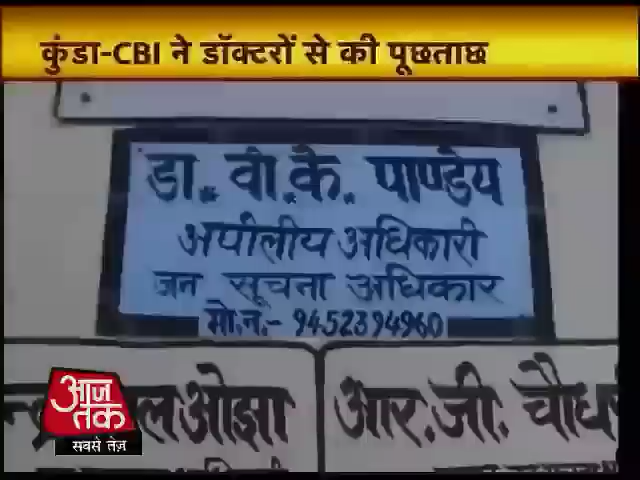 कुंडा-CBI ने डॉक्टरों से की पूछताछ
डा. वी.के. पाण्डेय
अपीलीय अधिकारी
जन सूचना अधिकार
मो.न.- 9452394960
ओझा
आर.जी.
आज
तक
सबसे तेज़